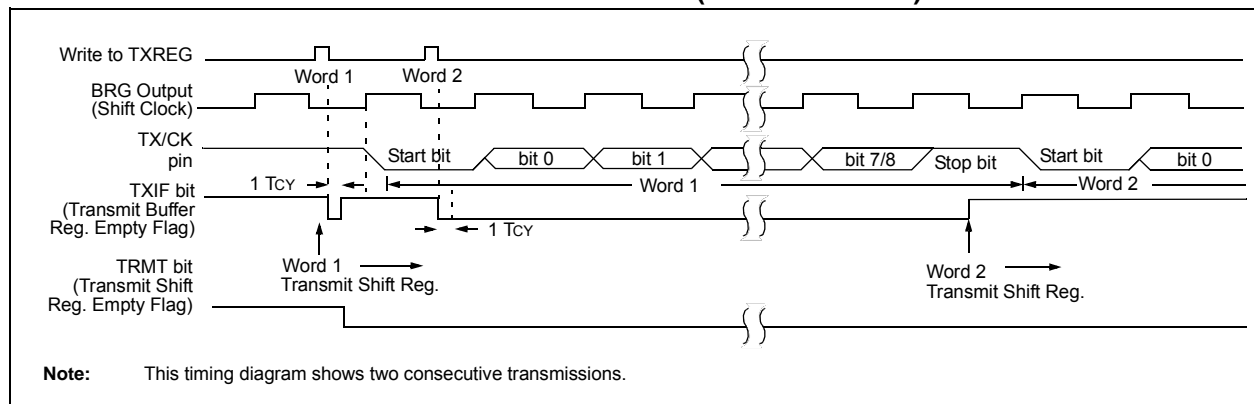 Write to TXREG
Word 1
Word 2
BRG Output
(Shift Clock)
TX/CK
pin
Start bit
bit 0
bit 1
bit 7/8
Stop bit
Start bit
bit 0
1 TCY
Word 1
Word 2
TXIF bit
(Transmit Buffer
Reg. Empty Flag)
1 TCY
Word 1
Transmit Shift Reg.
Word 2
Transmit Shift Reg.
TRMT bit
(Transmit Shift
Reg. Empty Flag)
Note: This timing diagram shows two consecutive transmissions.